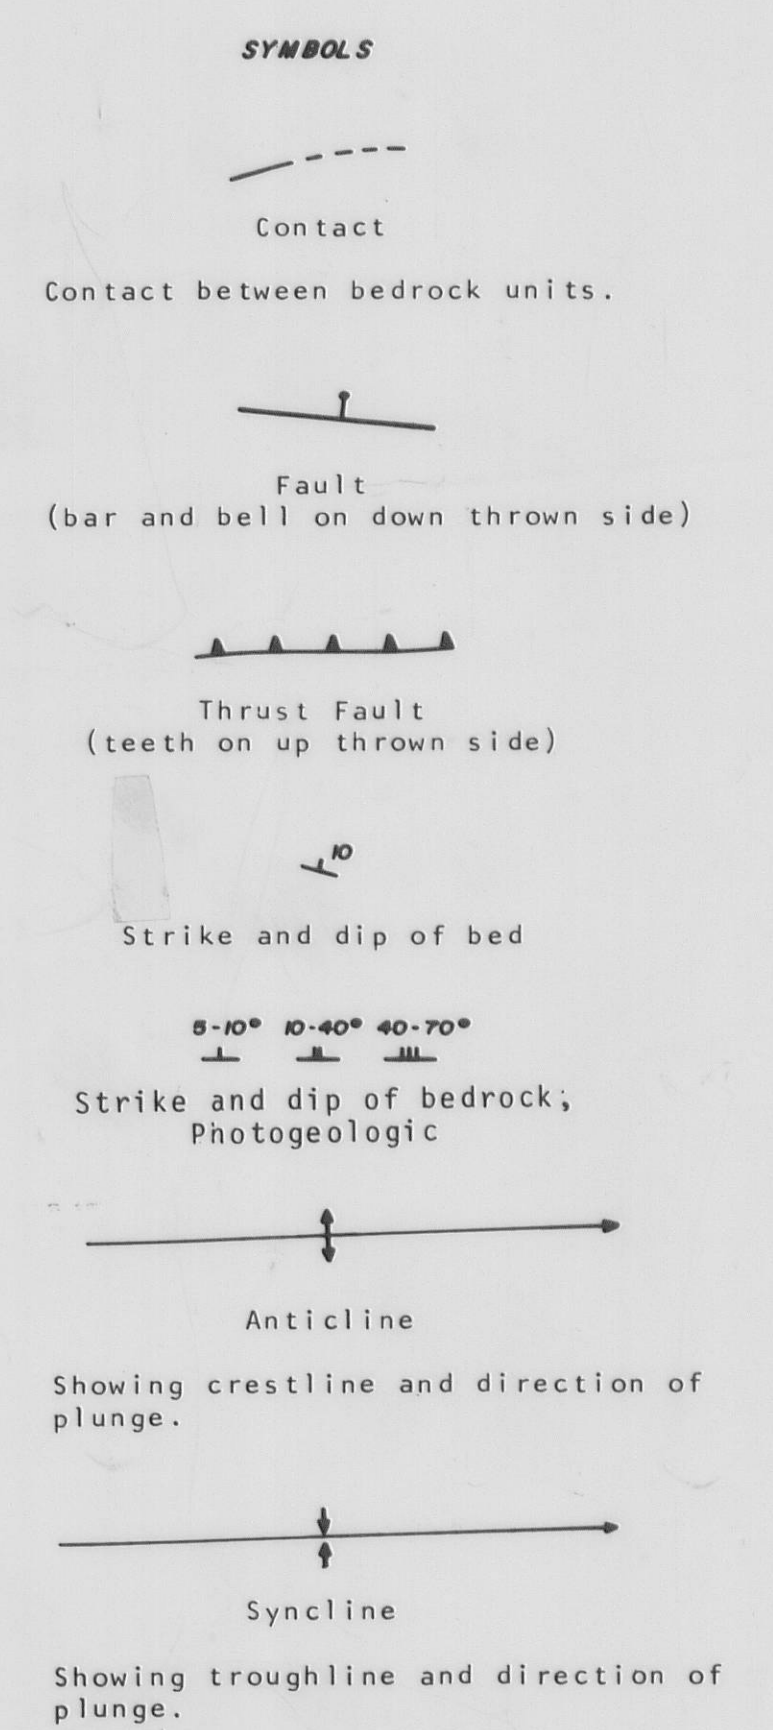 SYMBOLS
Contact
Contact between bedrock units.
Fault
(bar and bell on down thrown side)
Thrust Fault
(teeth on up thrown side)
10
Strike and dip of bed
5-10° 10-40° 40-70°
Strike and dip of bedrock;
Photogeologic
Anticline
Showing crestline and direction of
plunge.
Syncline
Showing troughline and direction of
plunge.